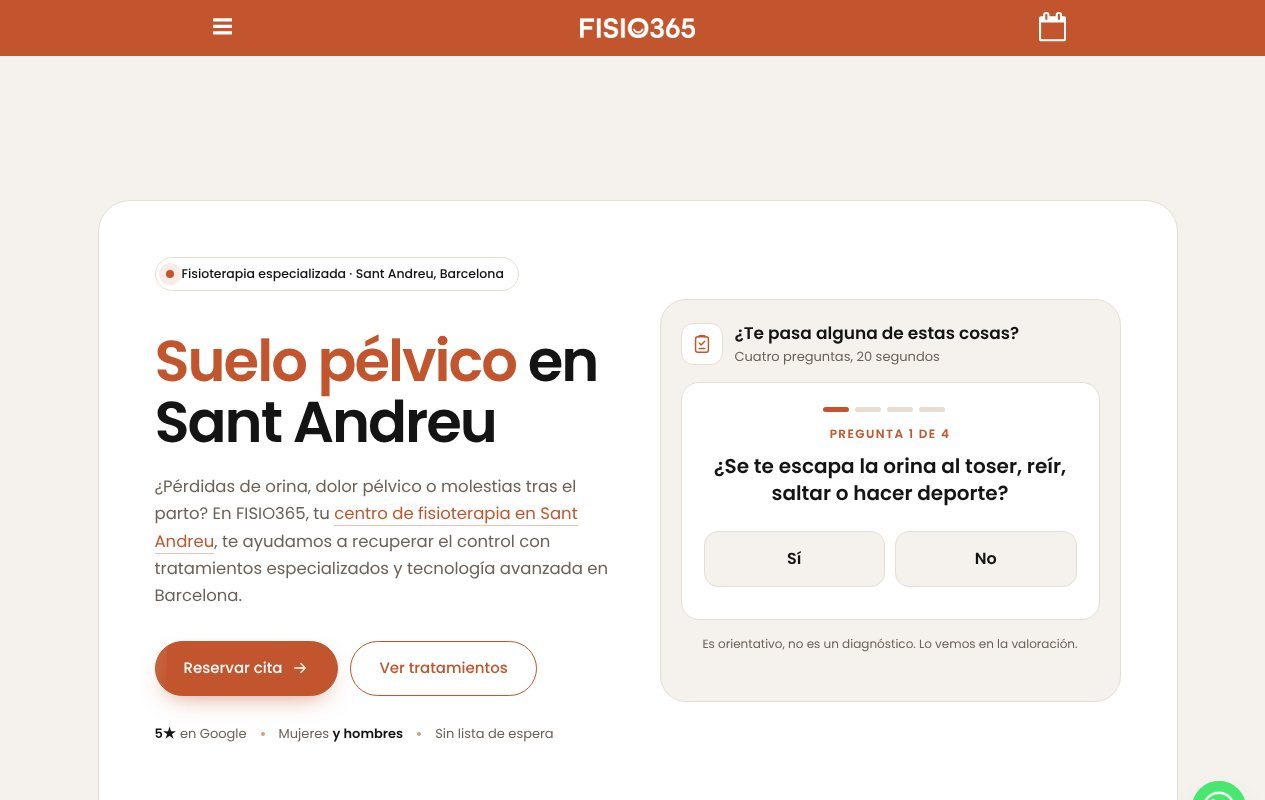 FISIO365
Fisioterapia especializada · Sant Andreu, Barcelona
Suelo pélvico en
Sant Andreu
¿Pérdidas de orina, dolor pélvico o molestias tras el
parto? En FISIO365, tu centro de fisioterapia en Sant
Andreu, te ayudamos a recuperar el control con
tratamientos especializados y tecnología avanzada en
Barcelona.
Reservar cita →
Ver tratamientos
5★ en Google • Mujeres y hombres • Sin lista de espera
¿Te pasa alguna de estas cosas?
Cuatro preguntas, 20 segundos
PREGUNTA 1 DE 4
¿Se te escapa la orina al toser, reír,
saltar o hacer deporte?
Sí
No
Es orientativo, no es un diagnóstico. Lo vemos en la valoración.